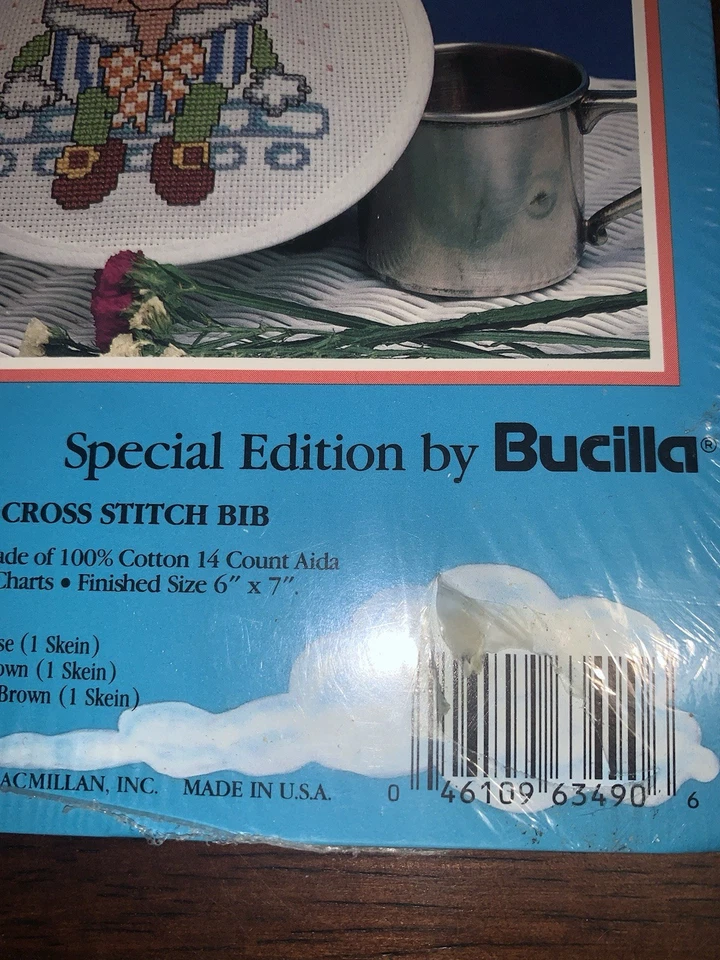 Special Edition by Bucilla®
CROSS STITCH BIB
ade of 100% Cotton 14 Count Aida
Charts • Finished Size 6" x 7".
se (1 Skein)
own (1 Skein)
Brown (1 Skein)
ACMILLAN, INC. MADE IN U.S.A.
0 46109 63490 6